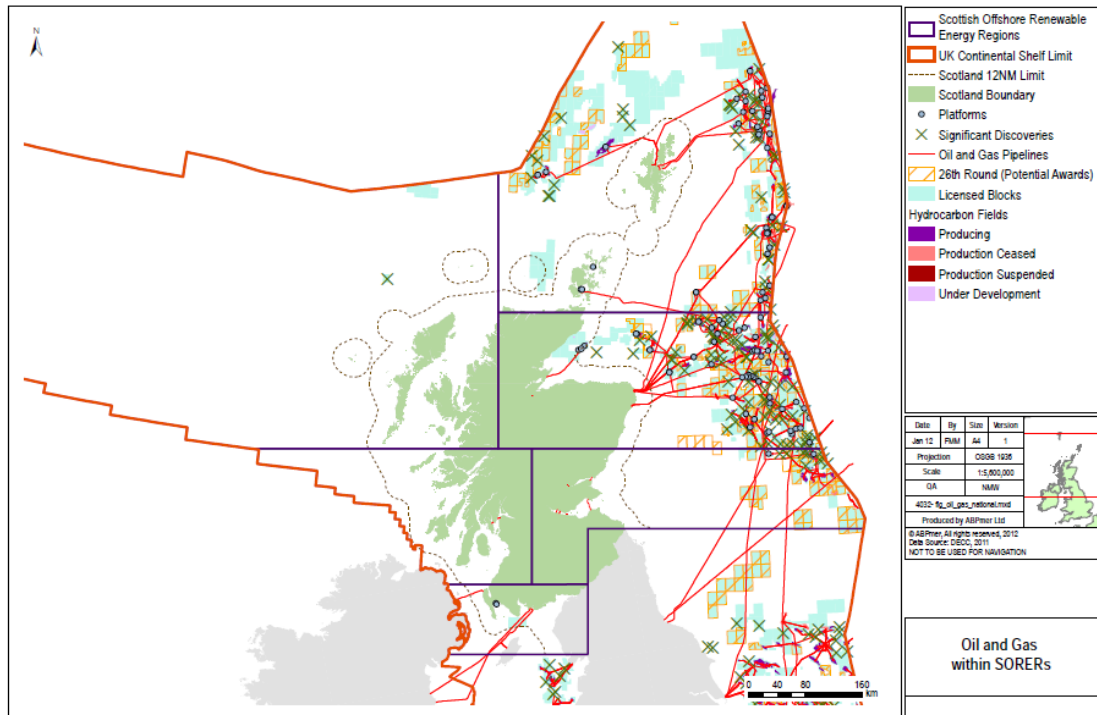 N
Scottish Offshore Renewable
Energy Regions
UK Continental Shelf Limit
Scotland 12NM Limit
Scotland Boundary
Platforms
Significant Discoveries
Oil and Gas Pipelines
26th Round (Potential Awards)
Licensed Blocks
Hydrocarbon Fields
Producing
Production Ceased
Production Suspended
Under Development
Date By Size Version
Jan 12 FMM A4 1
Projection OSGB 1936
Scale 1:5,600,000
QA NMW
4032- fig_oil_gas_national.mxd
Produced by ABPmer Ltd
© ABPmer, All rights reserved, 2012
Data Source: DECC, 2011
NOT TO BE USED FOR NAVIGATION
0 40 80 160
km
Oil and Gas
within SORERs